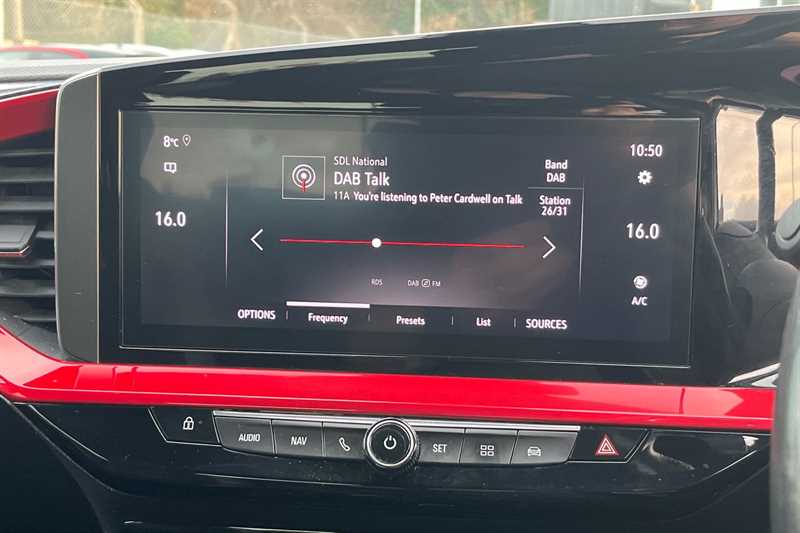 8°C
16.0
SDL National
DAB Talk
11A You're listening to Peter Cardwell on Talk
Band
DAB
Station
26/31
10:50
16.0
A/C
RDS
DAB FM
OPTIONS
Frequency
Presets
List
SOURCES
AUDIO
NAV
SET